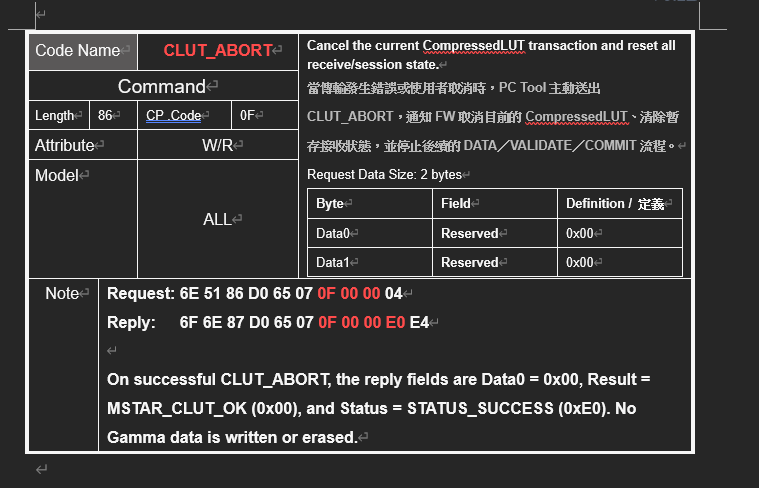 Code Name
CLUT_ABORT
Command
Length
86
CP .Code
0F
Attribute
W/R
Model
ALL
Cancel the current CompressedLUT transaction and reset all
receive/session state.
當傳輸發生錯誤或使用者取消時，PC Tool 主動送出
CLUT_ABORT，通知 FW 取消目前的 CompressedLUT、清除暫
存接收狀態，並停止後續的 DATA／VALIDATE／COMMIT 流程。
Request Data Size: 2 bytes
Byte Field Definition / 定義
Data0 Reserved 0x00
Data1 Reserved 0x00
Note
Request: 6E 51 86 D0 65 07 0F 00 00 04
Reply: 6F 6E 87 D0 65 07 0F 00 00 E0 E4
On successful CLUT_ABORT, the reply fields are Data0 = 0x00, Result =
MSTAR_CLUT_OK (0x00), and Status = STATUS_SUCCESS (0xE0). No
Gamma data is written or erased.